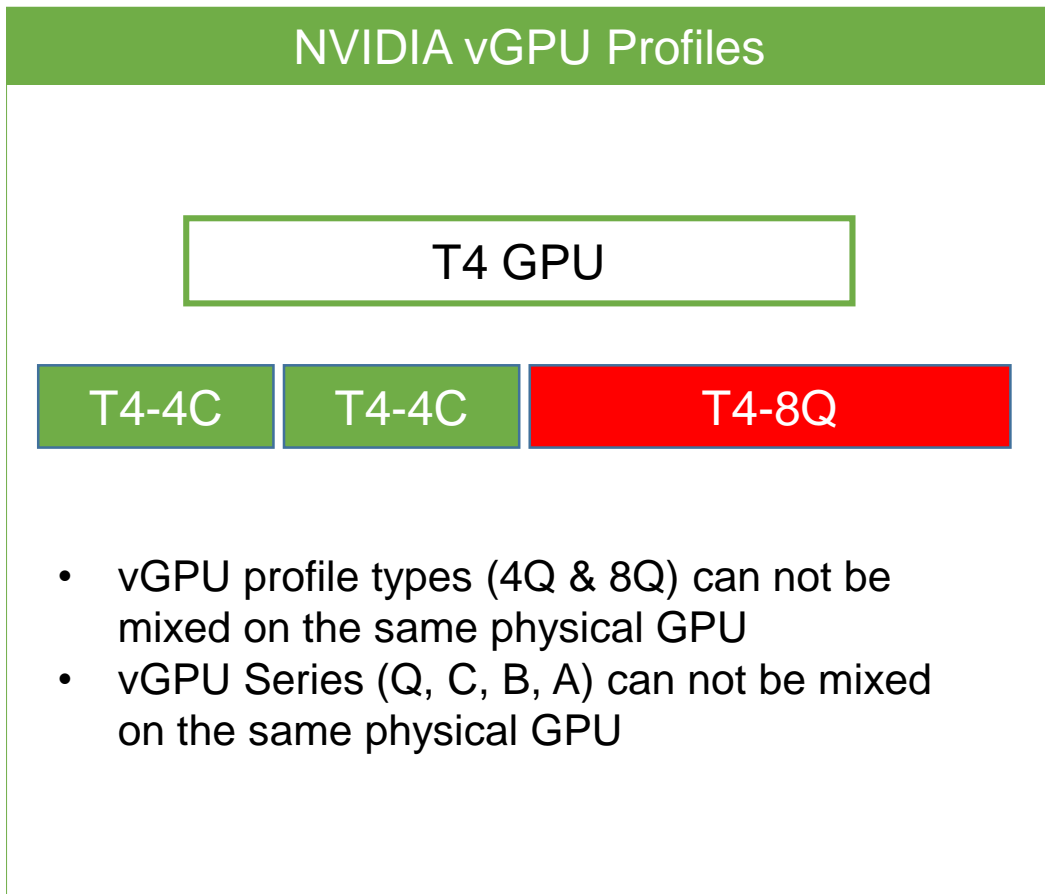 NVIDIA vGPU Profiles
T4 GPU
T4-4C
T4-4C
T4-8Q
• vGPU profile types (4Q & 8Q) can not be
mixed on the same physical GPU
• vGPU Series (Q, C, B, A) can not be mixed
on the same physical GPU